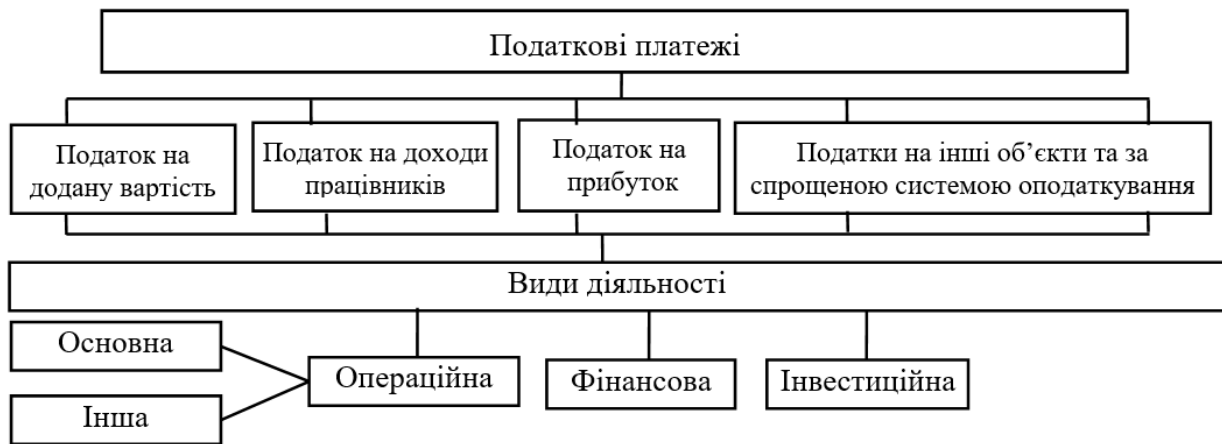 Податкові платежі
Податок на
додану вартість
Податок на доходи
працівників
Податок на
прибуток
Податки на інші об’єкти та за
спрощеною системою оподаткування
Види діяльності
Основна
Інша
Операційна
Фінансова
Інвестиційна